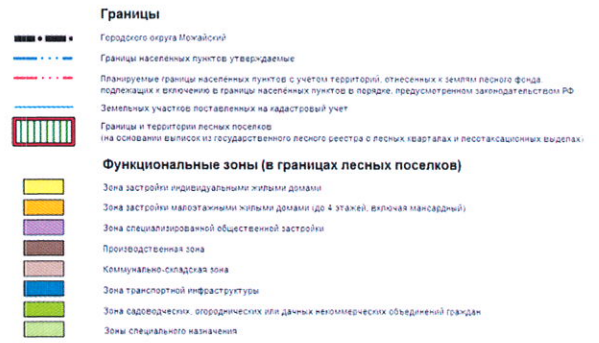 Границы
Городского округа Можайский
Границы населенных пунктов утверждаемые
Планируемые границы населённых пунктов с учетом территорий, отнесенных к землям лесного фонда,
подлежащих к включению в границы населённых пунктов в порядке, предусмотренном законодательством РФ
Земельных участков поставленных на кадастровый учет
Границы и территории лесных поселков
(на основании выписок из государственного лесного реестра о лесных кварталах и лесотаксационных выделах)
Функциональные зоны (в границах лесных поселков)
Зона застройки индивидуальными жилыми домами
Зона застройки малоэтажными жилыми домами (до 4 этажей, включая мансардный)
Зона специализированной общественной застройки
Производственная зона
Коммунально-складская зона
Зона транспортной инфраструктуры
Зона садоводческих, огороднических или дачных некоммерческих объединений граждан
Зоны специального назначения